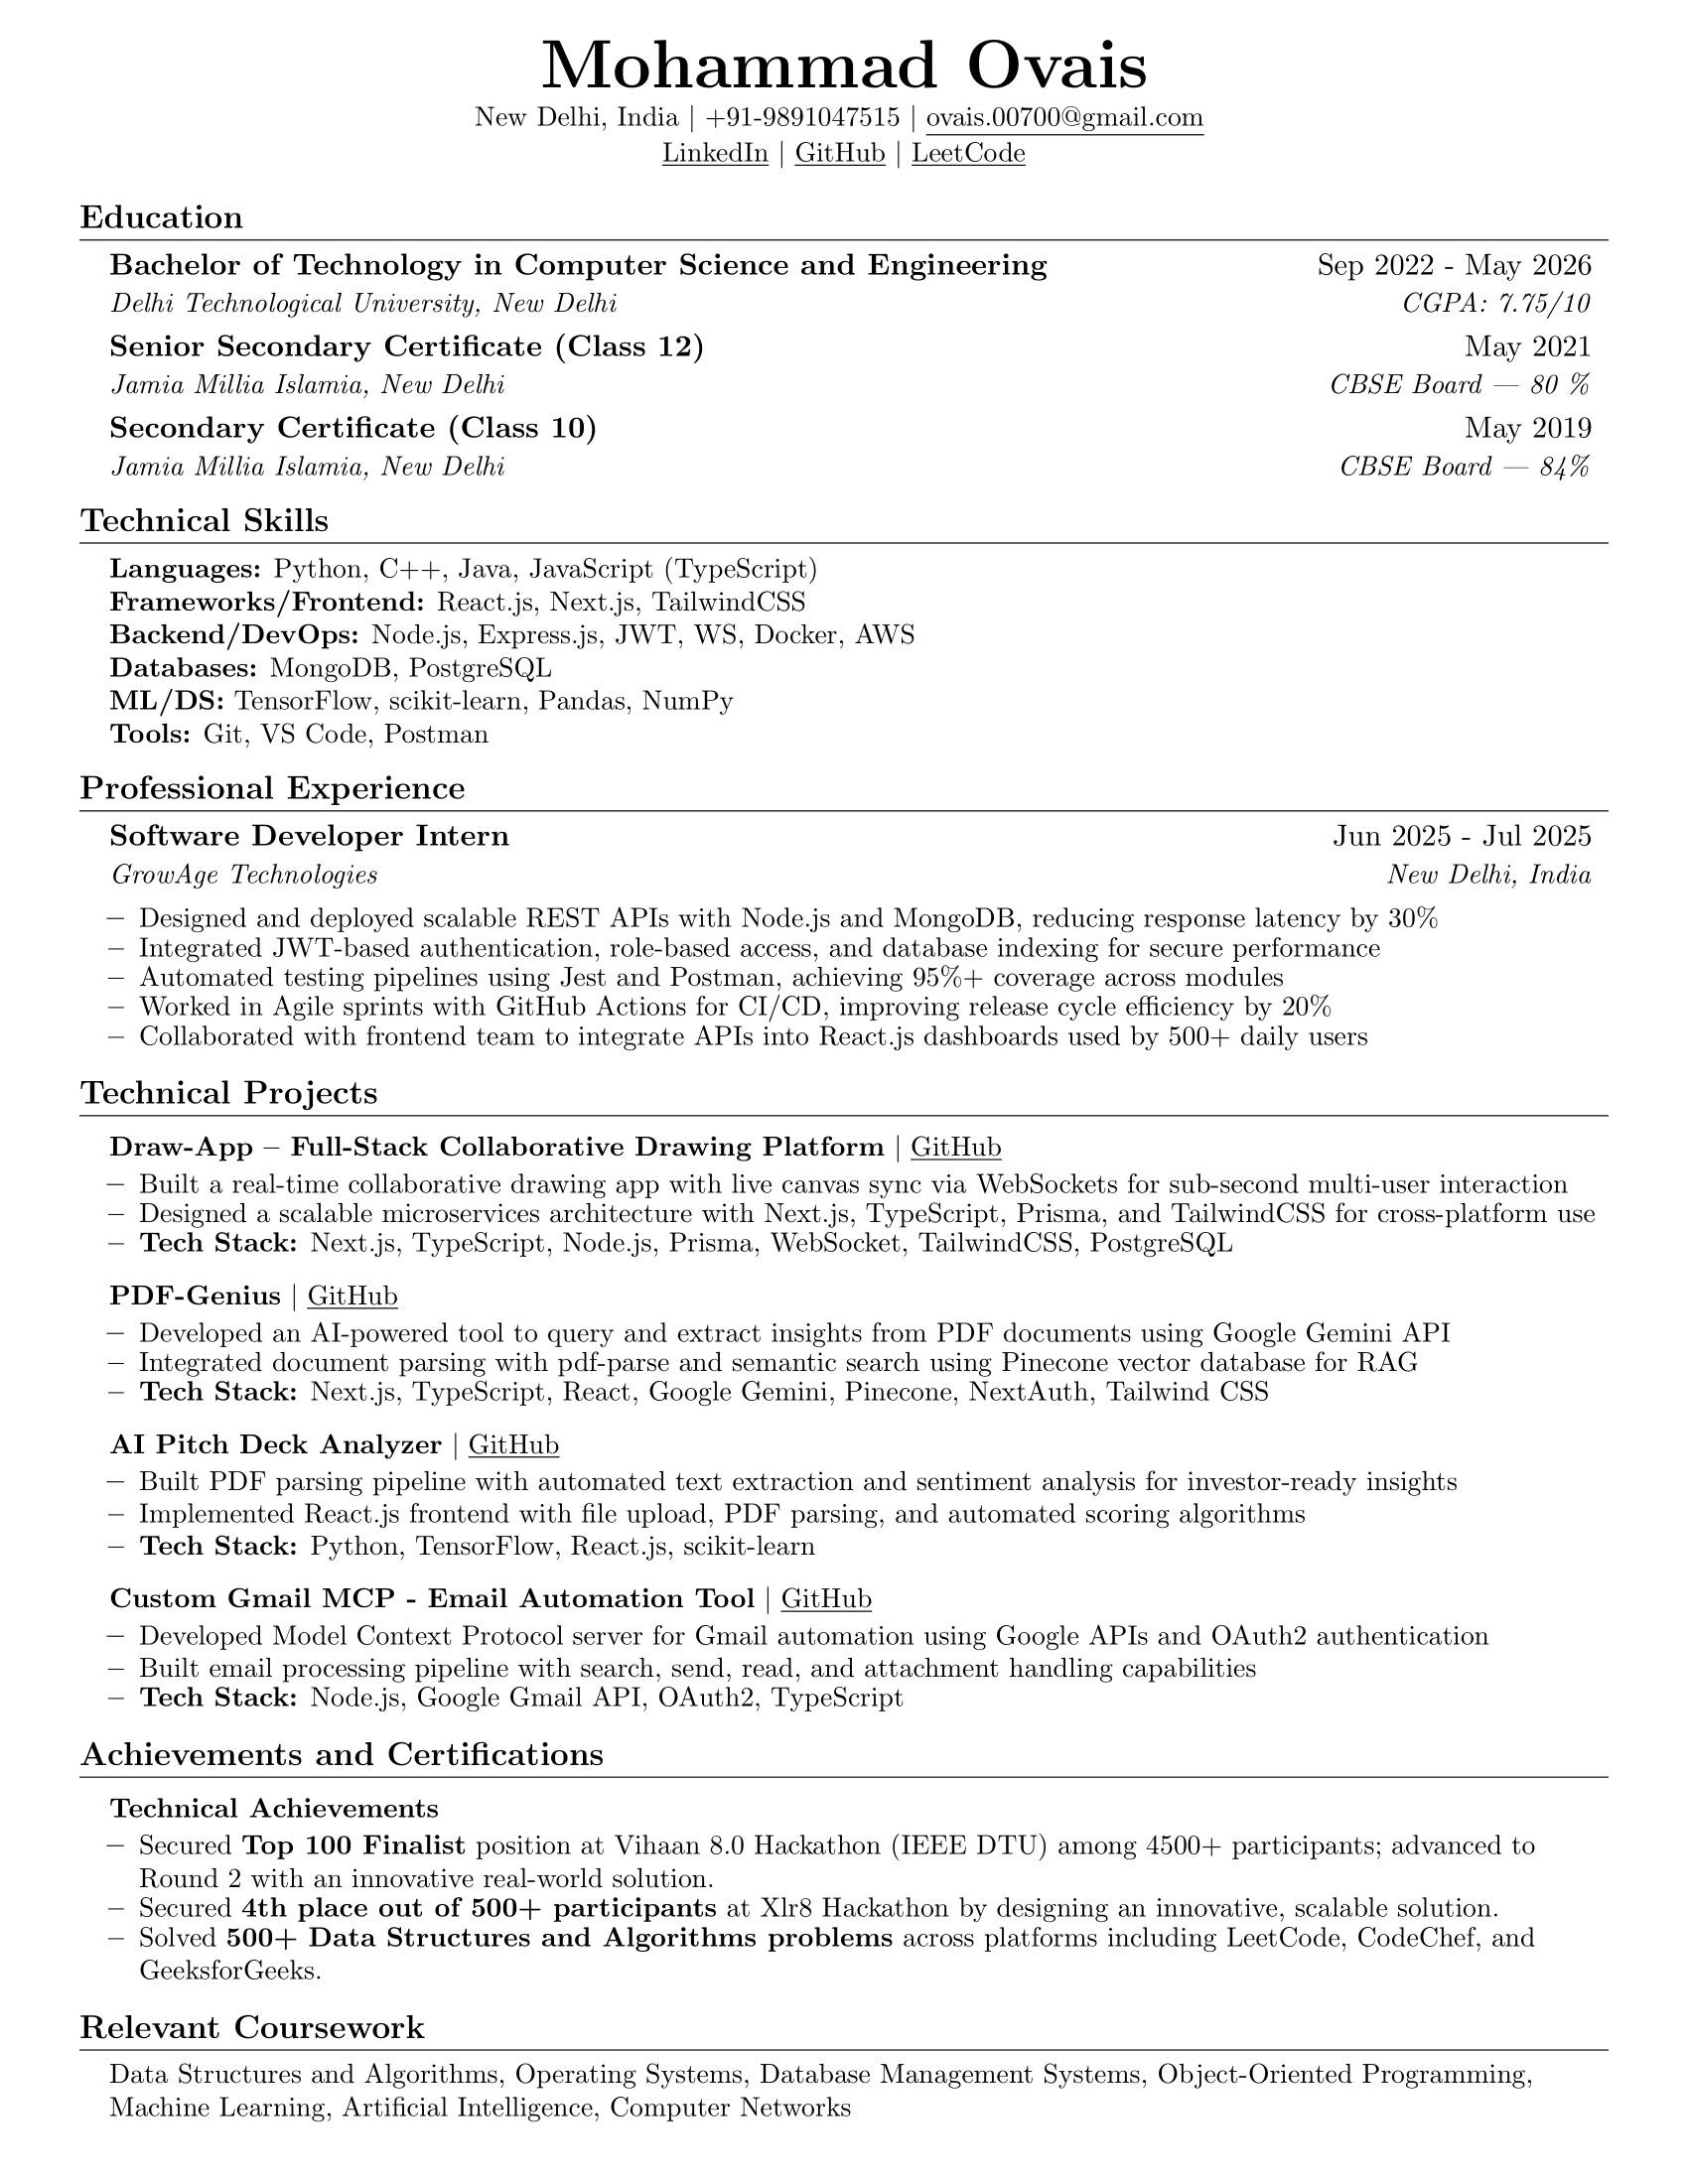 Mohammad Ovais
New Delhi, India | +91-9891047515 | ovais.00700@gmail.com
LinkedIn | GitHub | LeetCode
Education
Bachelor of Technology in Computer Science and Engineering Sep 2022 - May 2026
Delhi Technological University, New Delhi CGPA: 7.75/10
Senior Secondary Certificate (Class 12) May 2021
Jamia Millia Islamia, New Delhi CBSE Board — 80 %
Secondary Certificate (Class 10) May 2019
Jamia Millia Islamia, New Delhi CBSE Board — 84%
Technical Skills
Languages: Python, C++, Java, JavaScript (TypeScript)
Frameworks/Frontend: React.js, Next.js, TailwindCSS
Backend/DevOps: Node.js, Express.js, JWT, WS, Docker, AWS
Databases: MongoDB, PostgreSQL
ML/DS: TensorFlow, scikit-learn, Pandas, NumPy
Tools: Git, VS Code, Postman
Professional Experience
Software Developer Intern Jun 2025 - Jul 2025
GrowAge Technologies New Delhi, India
– Designed and deployed scalable REST APIs with Node.js and MongoDB, reducing response latency by 30%
– Integrated JWT-based authentication, role-based access, and database indexing for secure performance
– Automated testing pipelines using Jest and Postman, achieving 95%+ coverage across modules
– Worked in Agile sprints with GitHub Actions for CI/CD, improving release cycle efficiency by 20%
– Collaborated with frontend team to integrate APIs into React.js dashboards used by 500+ daily users
Technical Projects
Draw-App – Full-Stack Collaborative Drawing Platform | GitHub
– Built a real-time collaborative drawing app with live canvas sync via WebSockets for sub-second multi-user interaction
– Designed a scalable microservices architecture with Next.js, TypeScript, Prisma, and TailwindCSS for cross-platform use
– Tech Stack: Next.js, TypeScript, Node.js, Prisma, WebSocket, TailwindCSS, PostgreSQL
PDF-Genius | GitHub
– Developed an AI-powered tool to query and extract insights from PDF documents using Google Gemini API
– Integrated document parsing with pdf-parse and semantic search using Pinecone vector database for RAG
– Tech Stack: Next.js, TypeScript, React, Google Gemini, Pinecone, NextAuth, Tailwind CSS
AI Pitch Deck Analyzer | GitHub
– Built PDF parsing pipeline with automated text extraction and sentiment analysis for investor-ready insights
– Implemented React.js frontend with file upload, PDF parsing, and automated scoring algorithms
– Tech Stack: Python, TensorFlow, React.js, scikit-learn
Custom Gmail MCP - Email Automation Tool | GitHub
– Developed Model Context Protocol server for Gmail automation using Google APIs and OAuth2 authentication
– Built email processing pipeline with search, send, read, and attachment handling capabilities
– Tech Stack: Node.js, Google Gmail API, OAuth2, TypeScript
Achievements and Certifications
Technical Achievements
– Secured Top 100 Finalist position at Vihaan 8.0 Hackathon (IEEE DTU) among 4500+ participants; advanced to
Round 2 with an innovative real-world solution.
– Secured 4th place out of 500+ participants at Xlr8 Hackathon by designing an innovative, scalable solution.
– Solved 500+ Data Structures and Algorithms problems across platforms including LeetCode, CodeChef, and
GeeksforGeeks.
Relevant Coursework
Data Structures and Algorithms, Operating Systems, Database Management Systems, Object-Oriented Programming,
Machine Learning, Artificial Intelligence, Computer Networks